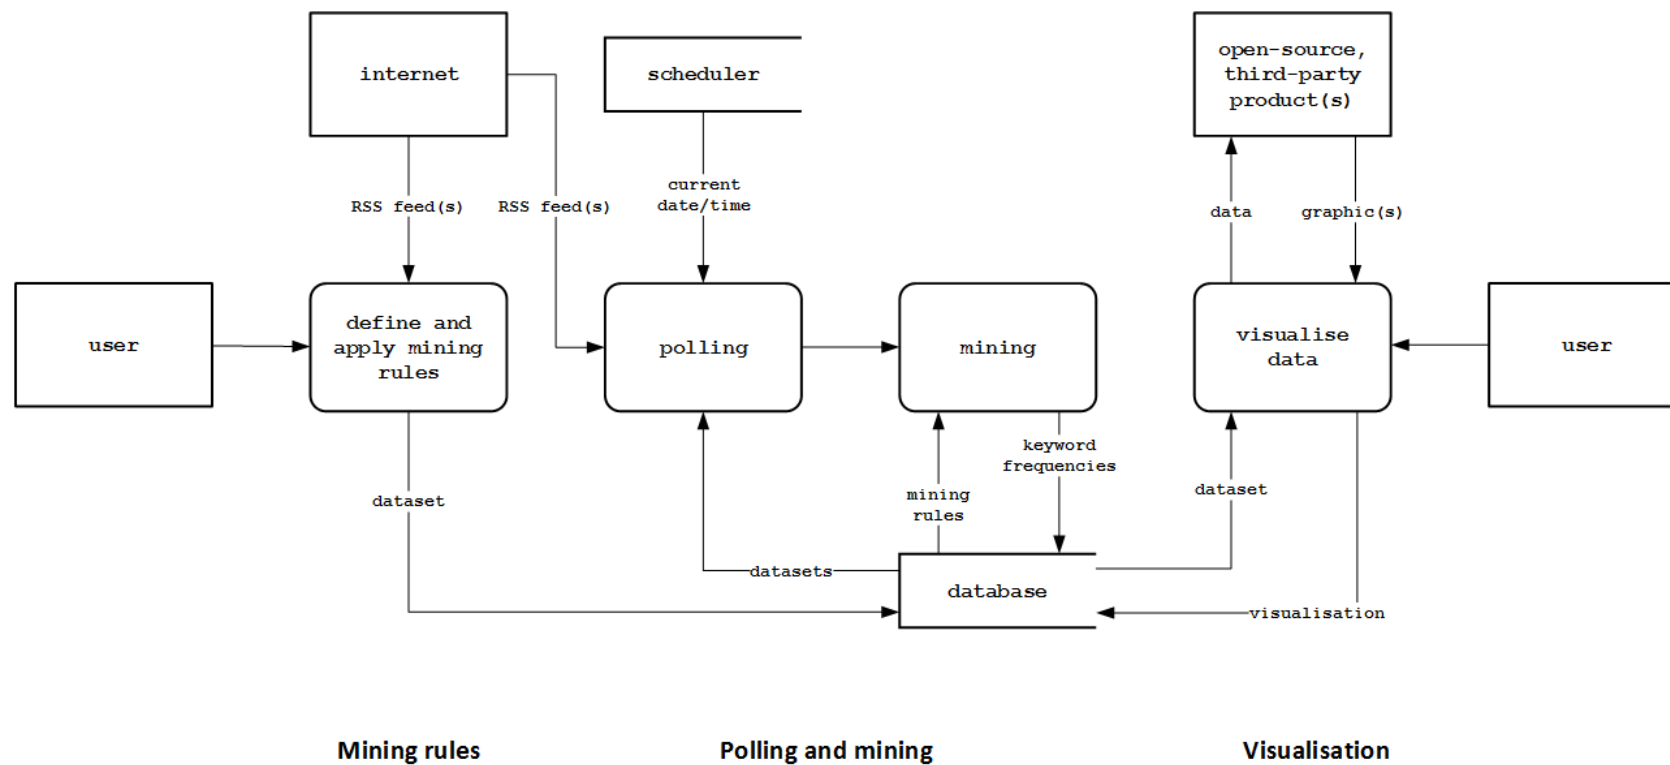 internet
scheduler
open-source,
third-party
product(s)
RSS feed(s)
RSS feed(s)
current
date/time
data
graphic(s)
user
define and
apply mining
rules
polling
mining
visualise
data
user
dataset
mining
rules
keyword
frequencies
dataset
datasets
database
visualisation
Mining rules
Polling and mining
Visualisation